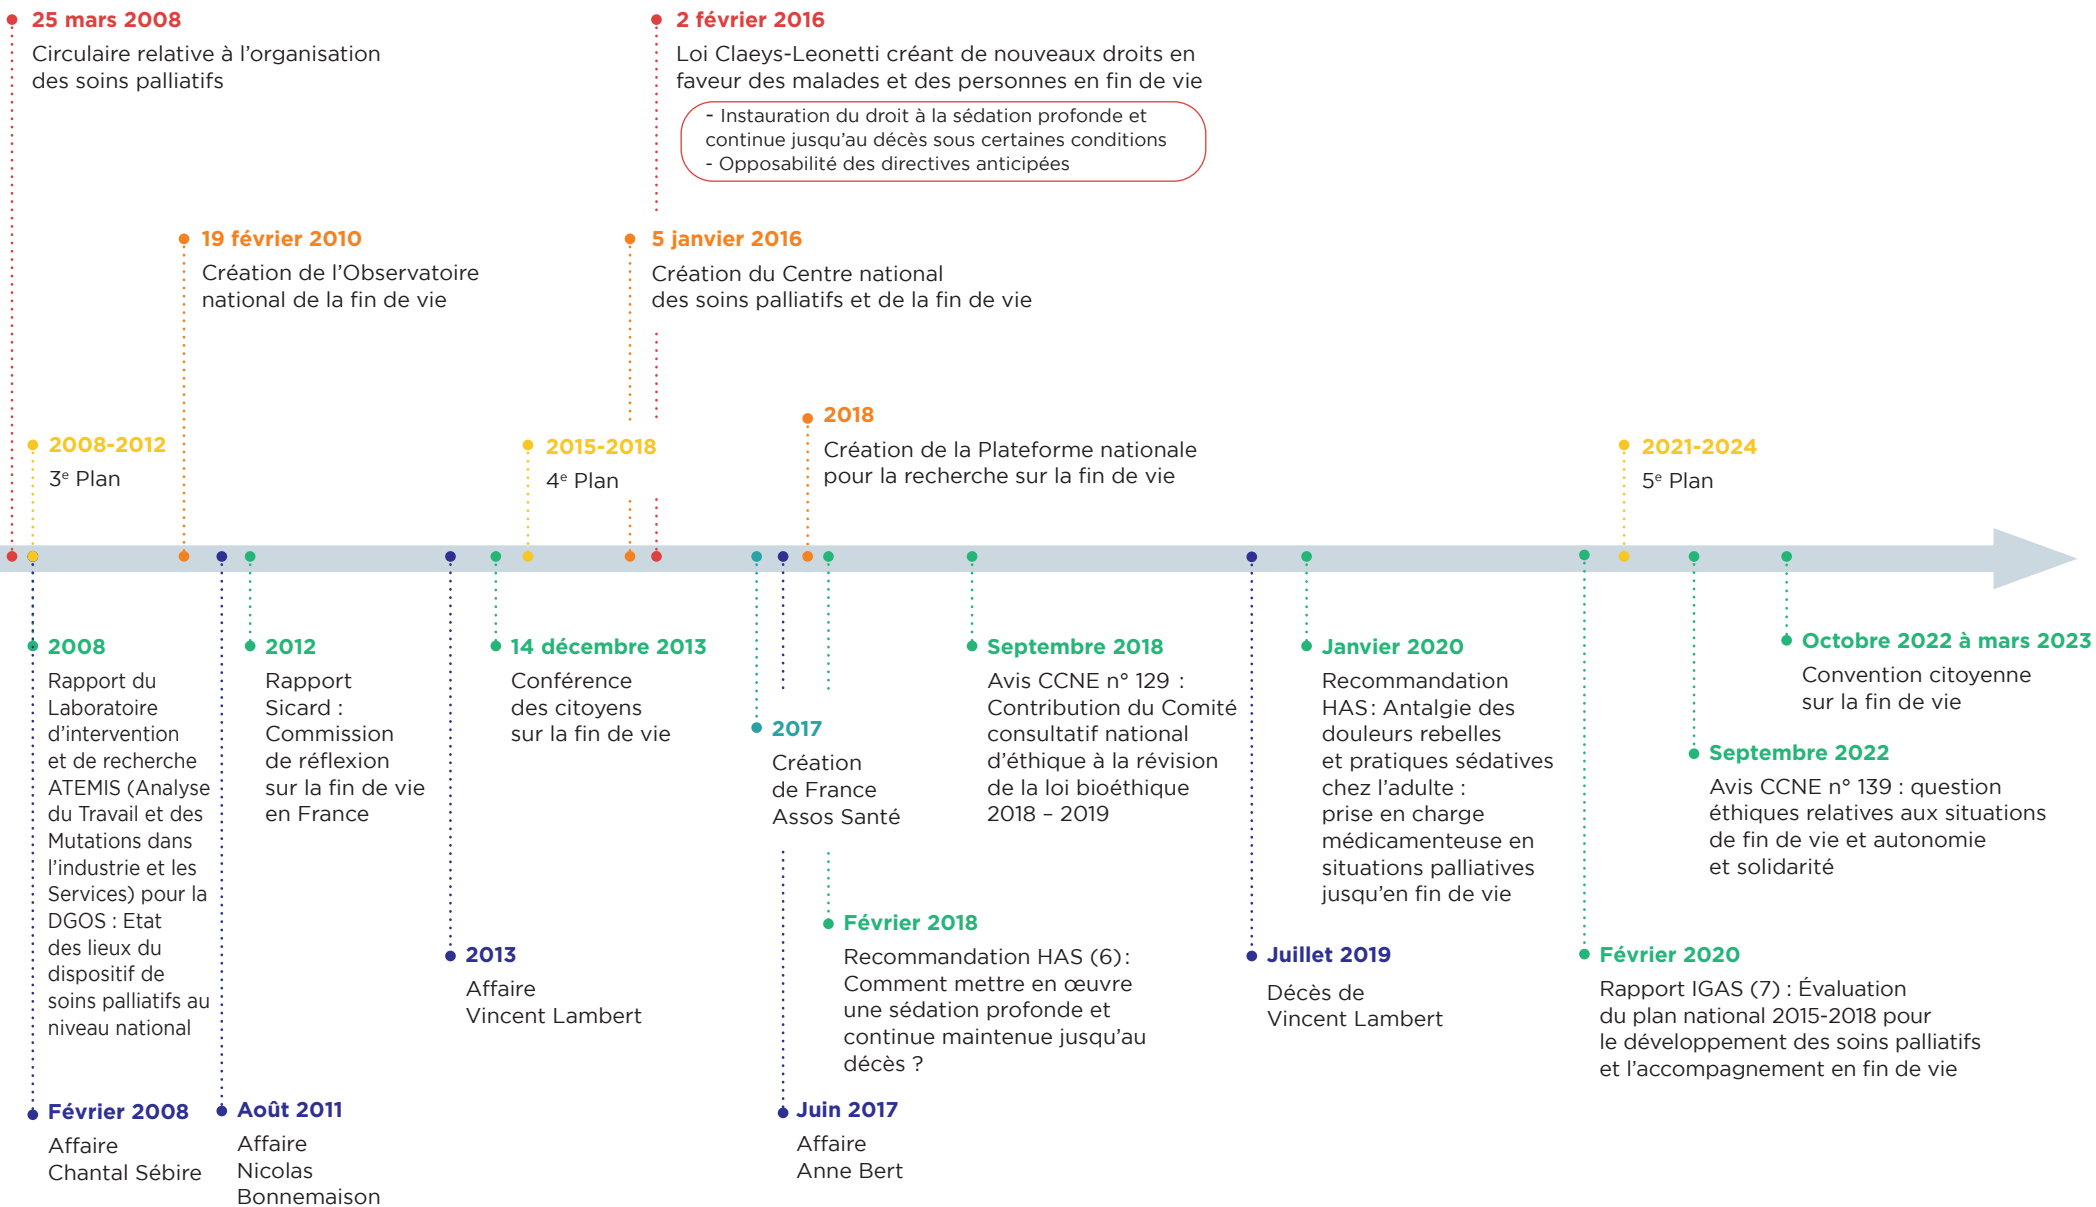 25 mars 2008
Circulaire relative à l’organisation
des soins palliatifs
2 février 2016
Loi Claeys-Leonetti créant de nouveaux droits en
faveur des malades et des personnes en fin de vie
- Instauration du droit à la sédation profonde et
continue jusqu’au décès sous certaines conditions
- Opposabilité des directives anticipées
19 février 2010
Création de l’Observatoire
national de la fin de vie
5 janvier 2016
Création du Centre national
des soins palliatifs et de la fin de vie
2008-2012
3e Plan
2015-2018
4e Plan
2018
Création de la Plateforme nationale
pour la recherche sur la fin de vie
2021-2024
5e Plan
2008
Rapport du
Laboratoire
d’intervention
et de recherche
ATEMIS (Analyse
du Travail et des
Mutations dans
l’industrie et les
Services) pour la
DGOS : Etat
des lieux du
dispositif de
soins palliatifs au
niveau national
2012
Rapport
Sicard :
Commission
de réflexion
sur la fin de vie
en France
14 décembre 2013
Conférence
des citoyens
sur la fin de vie
2017
Création
de France
Assos Santé
Septembre 2018
Avis CCNE n° 129 :
Contribution du Comité
consultatif national
d’éthique à la révision
de la loi bioéthique
2018 – 2019
Janvier 2020
Recommandation
HAS : Antalgie des
douleurs rebelles
et pratiques sédatives
chez l’adulte :
prise en charge
médicamenteuse en
situations palliatives
jusqu’en fin de vie
Octobre 2022 à mars 2023
Convention citoyenne
sur la fin de vie
Septembre 2022
Avis CCNE n° 139 : question
éthiques relatives aux situations
de fin de vie et autonomie
et solidarité
Février 2018
Recommandation HAS (6) :
Comment mettre en œuvre
une sédation profonde et
continue maintenue jusqu’au
décès ?
2013
Affaire
Vincent Lambert
Juillet 2019
Décès de
Vincent Lambert
Février 2020
Rapport IGAS (7) : Évaluation
du plan national 2015-2018 pour
le développement des soins palliatifs
et l’accompagnement en fin de vie
Février 2008
Affaire
Chantal Sébire
Août 2011
Affaire
Nicolas
Bonnemaison
Juin 2017
Affaire
Anne Bert